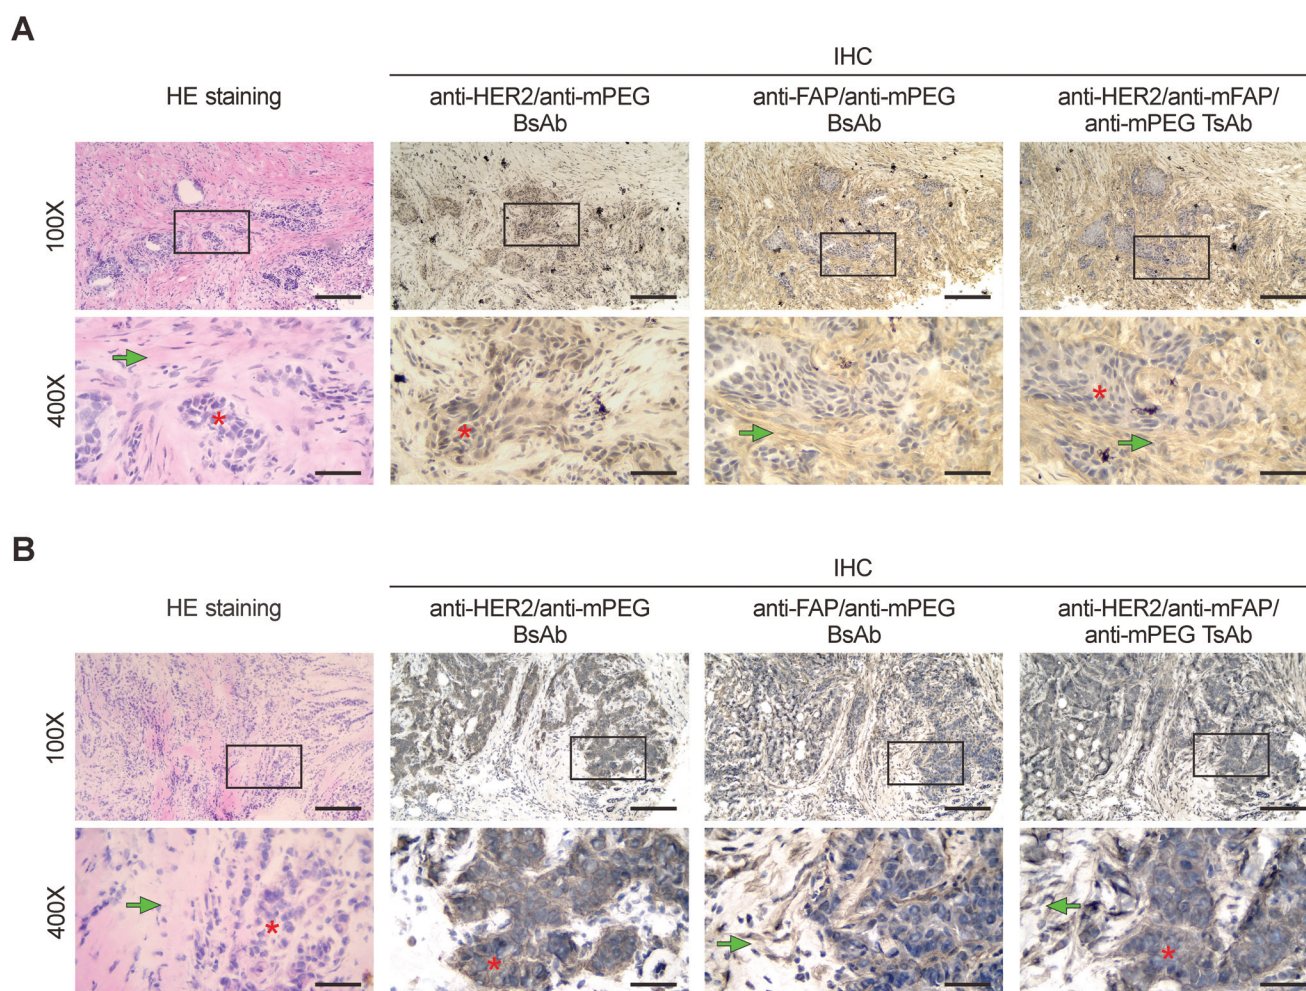 A
IHC
HE staining
anti-HER2/anti-mPEG
BsAb
anti-FAP/anti-mPEG
BsAb
anti-HER2/anti-mFAP/
anti-mPEG TsAb
100X
400X
*
*
*
B
IHC
HE staining
anti-HER2/anti-mPEG
BsAb
anti-FAP/anti-mPEG
BsAb
anti-HER2/anti-mFAP/
anti-mPEG TsAb
100X
400X
*
*
*